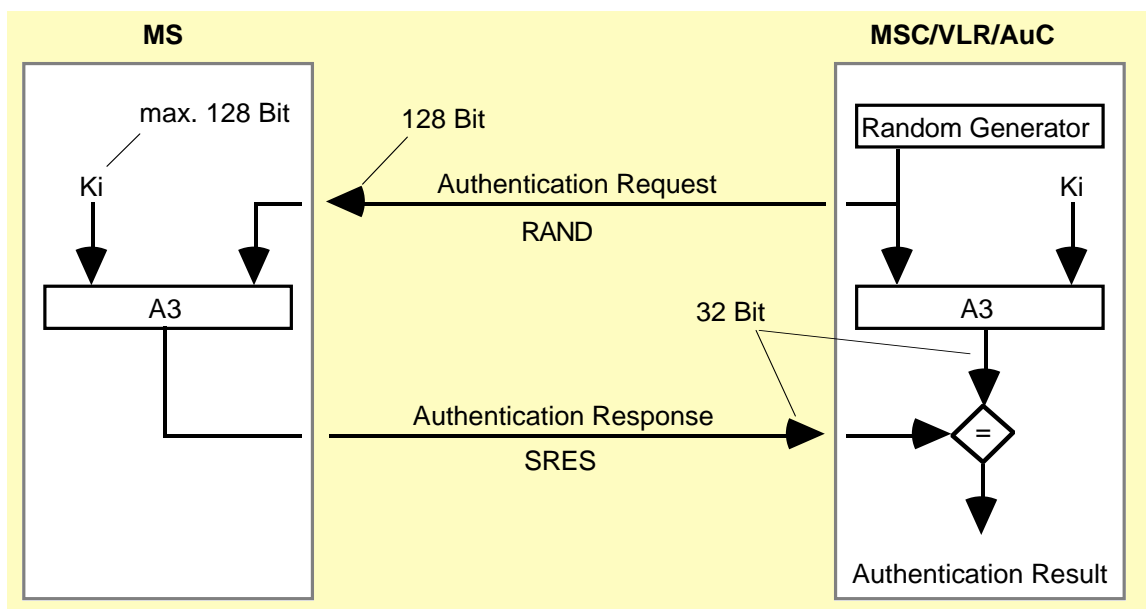 MS
MSC/VLR/AuC
max. 128 Bit
128 Bit
Random Generator
Ki
Authentication Request
Ki
RAND
A3
32 Bit
A3
Authentication Response
=
SRES
Authentication Result